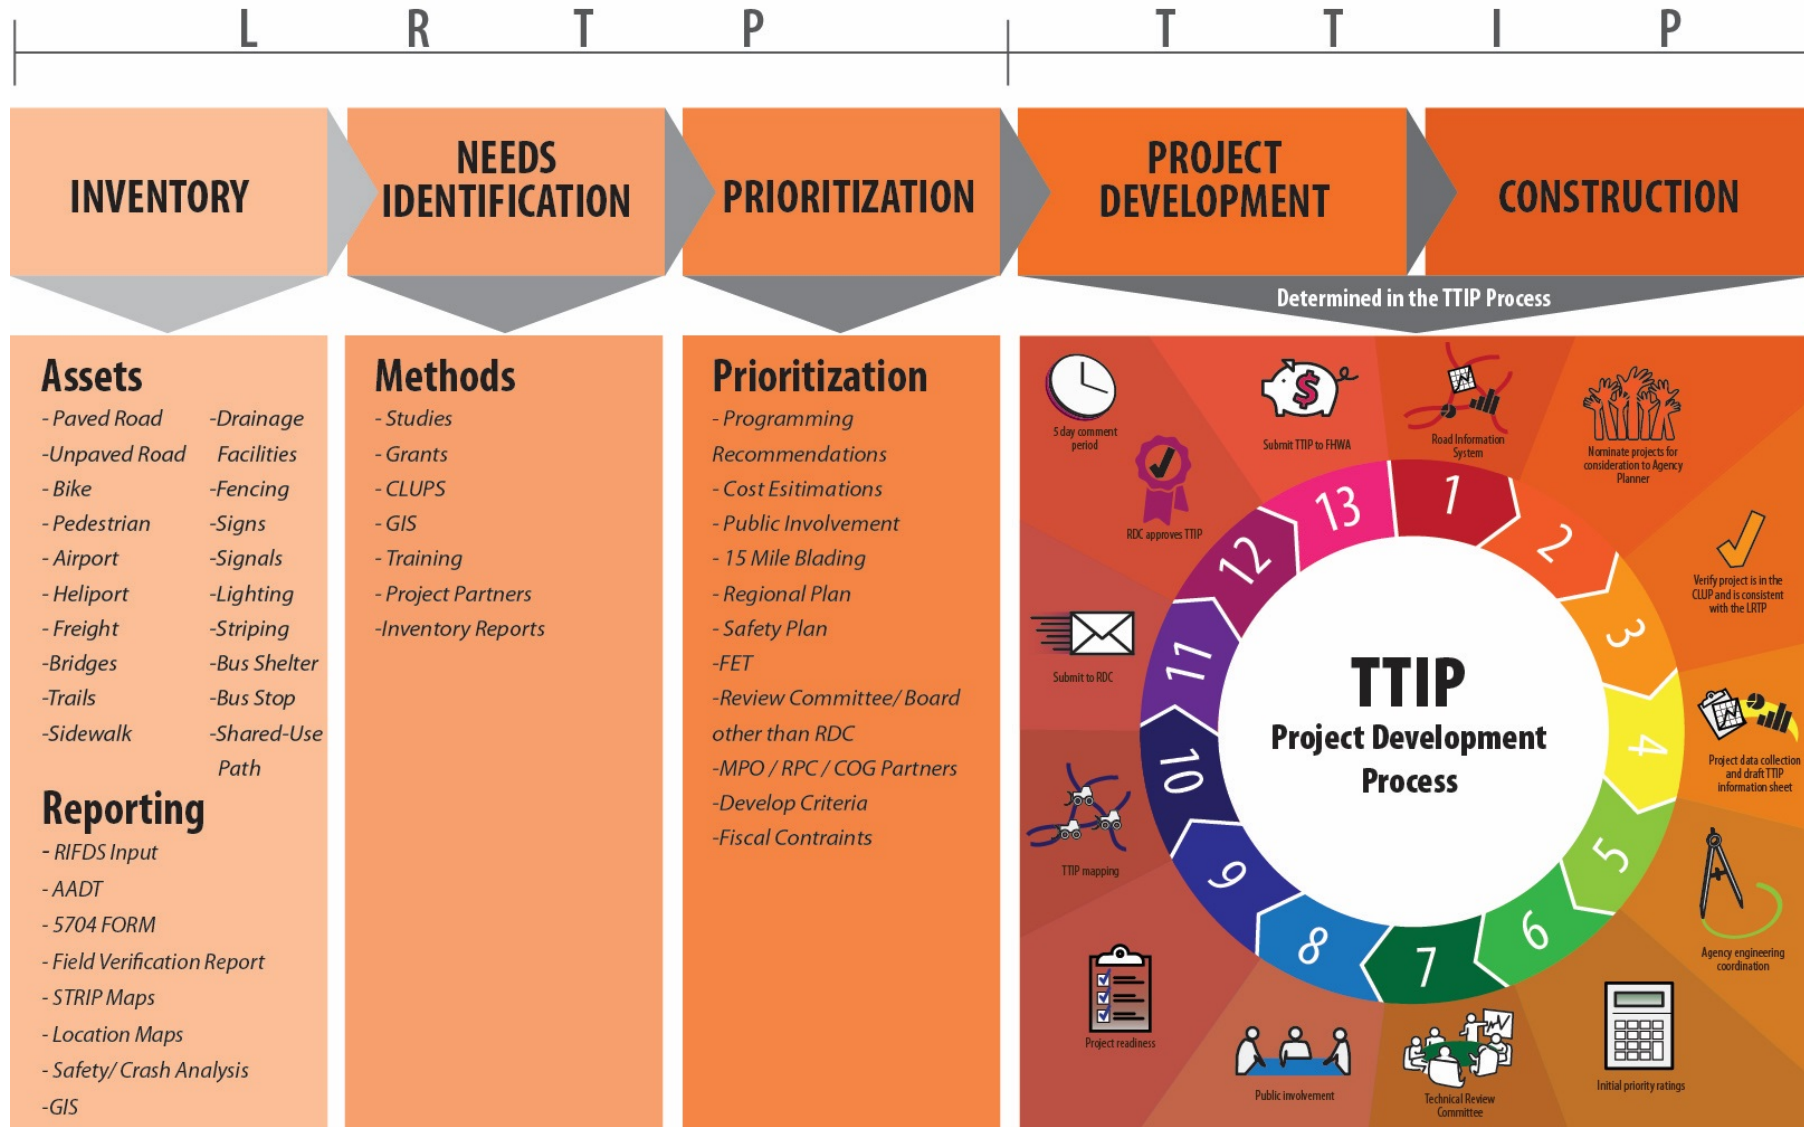 L R T P
T T I P
INVENTORY
NEEDS
IDENTIFICATION
PRIORITIZATION
PROJECT
DEVELOPMENT
CONSTRUCTION
Determined in the TTIP Process
Assets
- Paved Road
-Unpaved Road
- Bike
- Pedestrian
- Airport
- Heliport
- Freight
-Bridges
-Trails
-Sidewalk
-Drainage
Facilities
-Fencing
-Signs
-Signals
-Lighting
-Striping
-Bus Shelter
-Bus Stop
-Shared-Use
Path
Reporting
- RIFDS Input
- AADT
- 5704 FORM
- Field Verification Report
- STRIP Maps
- Location Maps
- Safety/ Crash Analysis
-GIS
Methods
- Studies
- Grants
- CLUPS
- GIS
- Training
- Project Partners
-Inventory Reports
Prioritization
- Programming
Recommendations
- Cost Esitimations
- Public Involvement
- 15 Mile Blading
- Regional Plan
- Safety Plan
-FET
-Review Committee/ Board
other than RDC
-MPO / RPC / COG Partners
-Develop Criteria
-Fiscal Contraints
TTIP
Project Development
Process
1
Road Information
System
2
Nominate projects for
consideration to Agency
Planner
3
Verify project is in the
CLUP and is consistent
with the LRTP
4
Project data collection
and draft TTIP
information sheet
5
Agency engineering
coordination
6
Initial priority ratings
7
Technical Review
Committee
8
Public involvement
9
Project readiness
10
TTIP mapping
11
Submit to RDC
12
5 day comment
period
RDC approves TTIP
13
Submit TTIP to FHWA
$